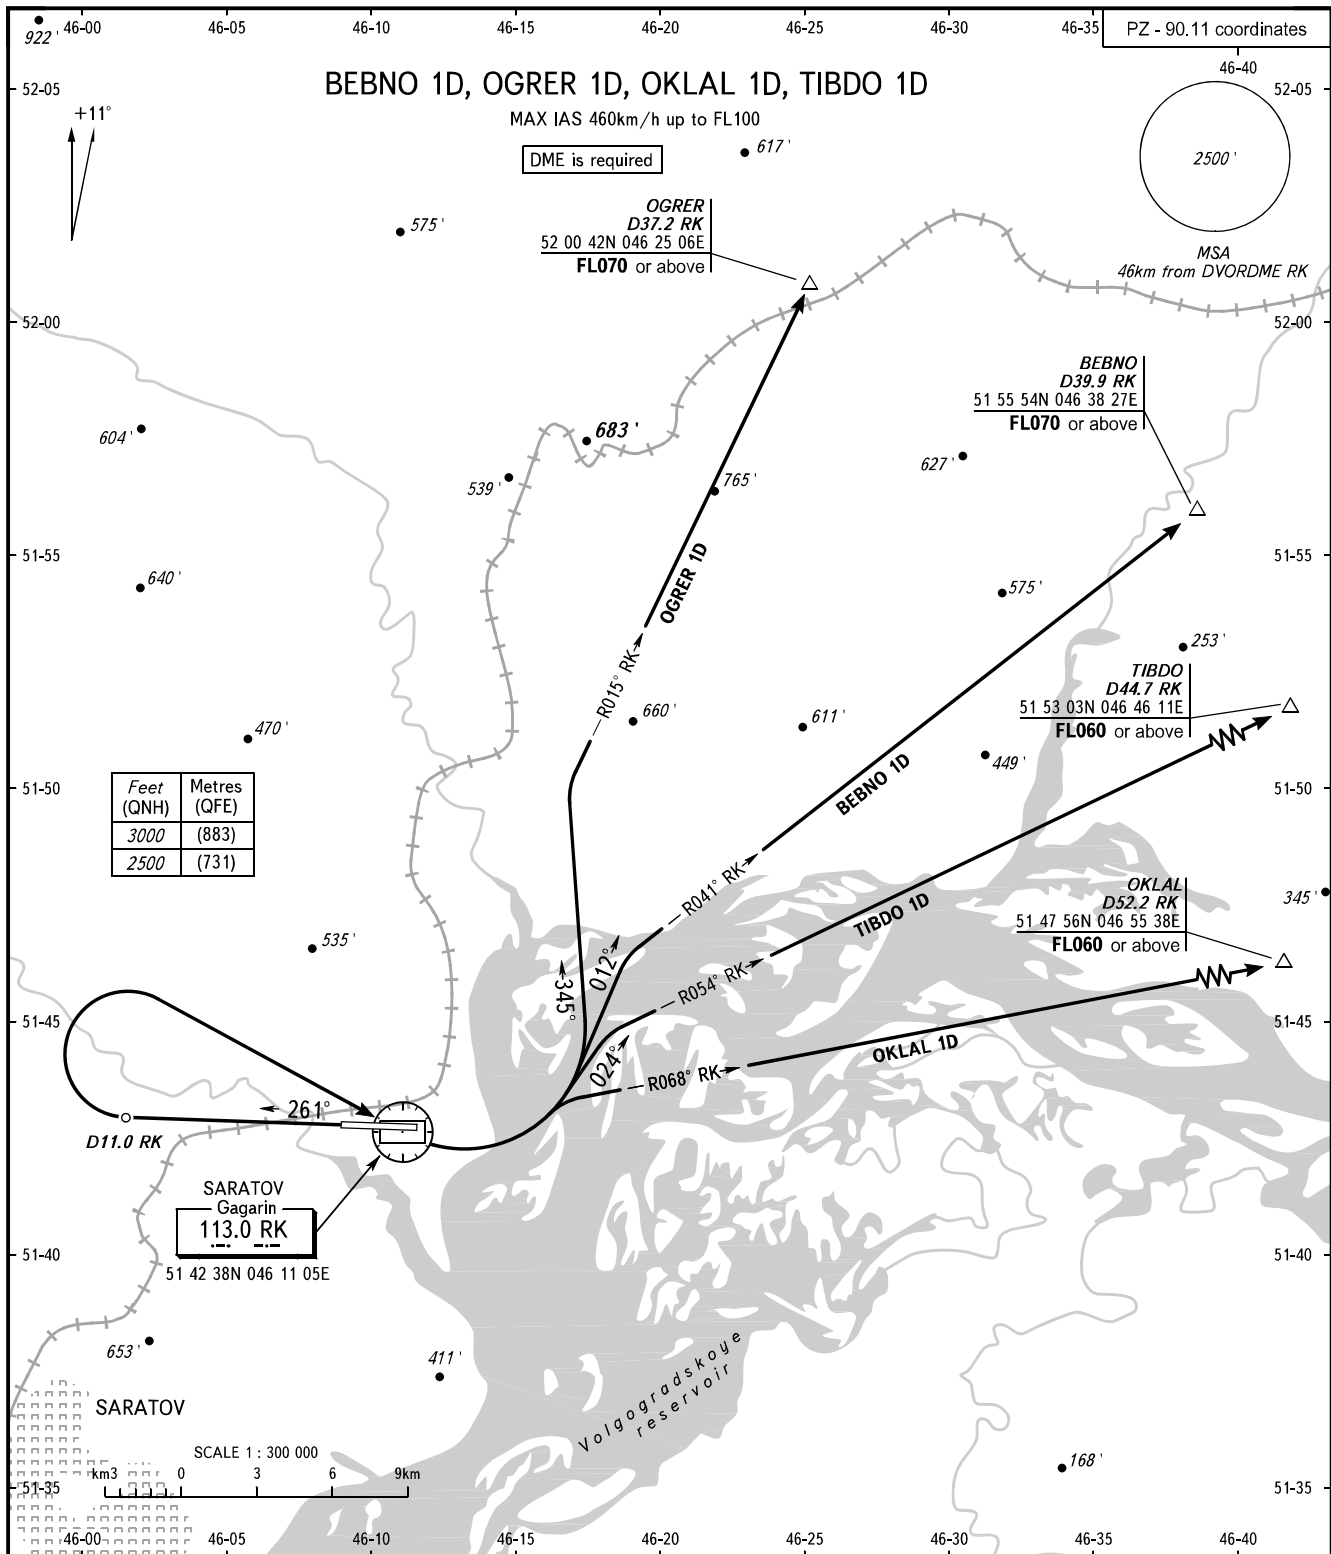 46-00 46-05 46-10 46-15 46-20 46-25 46-30 46-35
PZ - 90.11 coordinates
922'
46-40
52-05
52-05
BEBNO 1D, OGRER 1D, OKLAL 1D, TIBDO 1D
MAX IAS 460km/h up to FL100
DME is required
+11°
617'
2500'
MSA
46km from DVORDME RK
575'
OGRER
D37.2 RK
52 00 42N 046 25 06E
FL070 or above
52-00
52-00
BEBNO
D39.9 RK
51 55 54N 046 38 27E
FL070 or above
604'
683'
539'
765'
627'
51-55
51-55
640'
575'
253'
OGRER 1D
R015° RK
TIBDO
D44.7 RK
51 53 03N 046 46 11E
FL060 or above
470'
660'
611'
449'
BEBNO 1D
51-50
51-50
Feet (QNH) Metres (QFE)
3000 (883)
2500 (731)
R041° RK
OKLAL
D52.2 RK
51 47 56N 046 55 38E
FL060 or above
345'
535'
TIBDO 1D
345°
012°
R054° RK
51-45
51-45
024°
OKLAL 1D
R068° RK
261°
D11.0 RK
SARATOV
Gagarin
113.0 RK
51 42 38N 046 11 05E
51-40
51-40
653'
411'
Volgogradskoye
reservoir
SARATOV
SCALE 1 : 300 000
km3 0 3 6 9km
168'
51-35
51-35
46-00 46-05 46-10 46-15 46-20 46-25 46-30 46-35 46-40